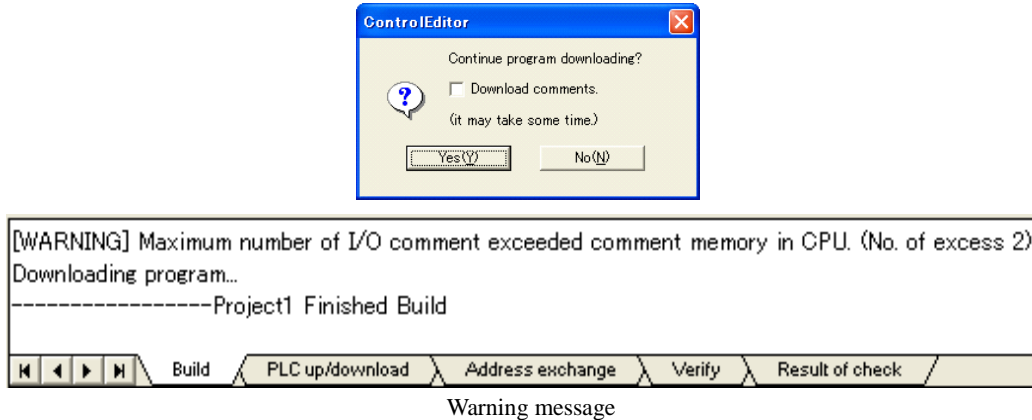 ControlEditor
Continue program downloading?
Download comments.
(it may take some time.)
Yes(Y)
No(N)
[WARNING] Maximum number of I/O comment exceeded comment memory in CPU. (No. of excess 2)
Downloading program...
-----------------Project1 Finished Build
Build
PLC up/download
Address exchange
Verify
Result of check
Warning message